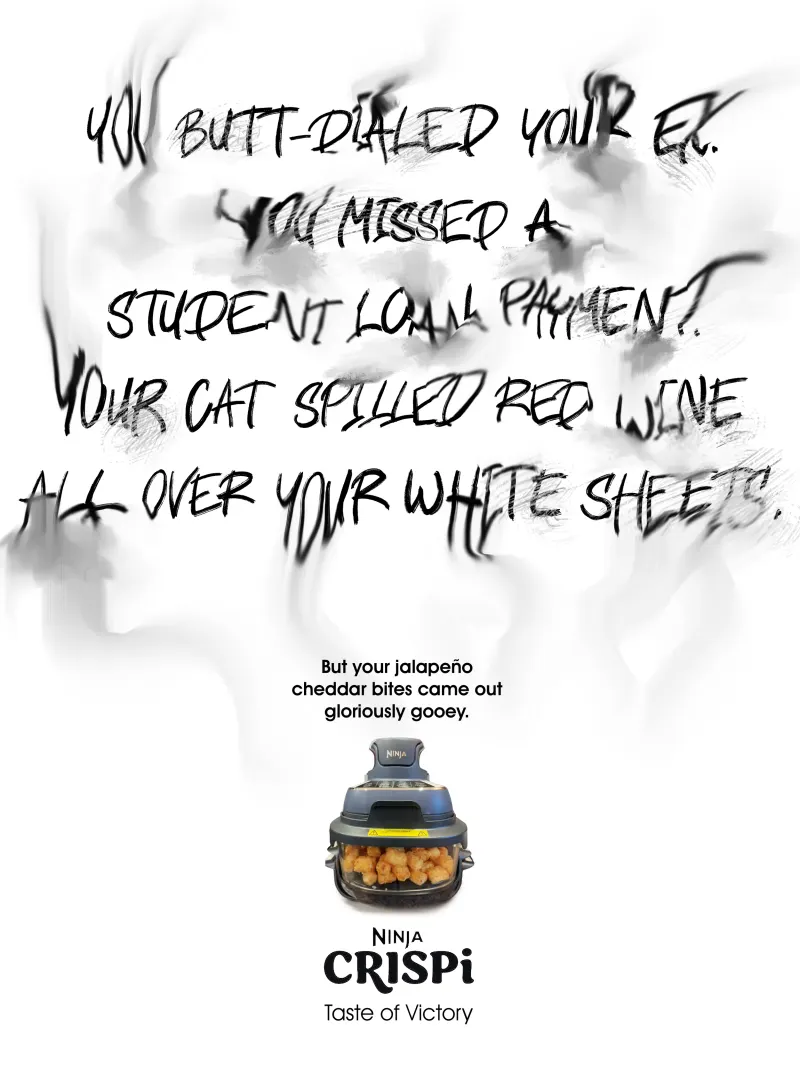 YOU BUTT-DIALED YOUR EX.
YOU MISSED A
STUDENT LOAN PAYMENT.
YOUR CAT SPILLED RED WINE
ALL OVER YOUR WHITE SHEETS.
But your jalapeño
cheddar bites came out
gloriously gooey.
NINJA
NINJA
CRISPi
Taste of Victory